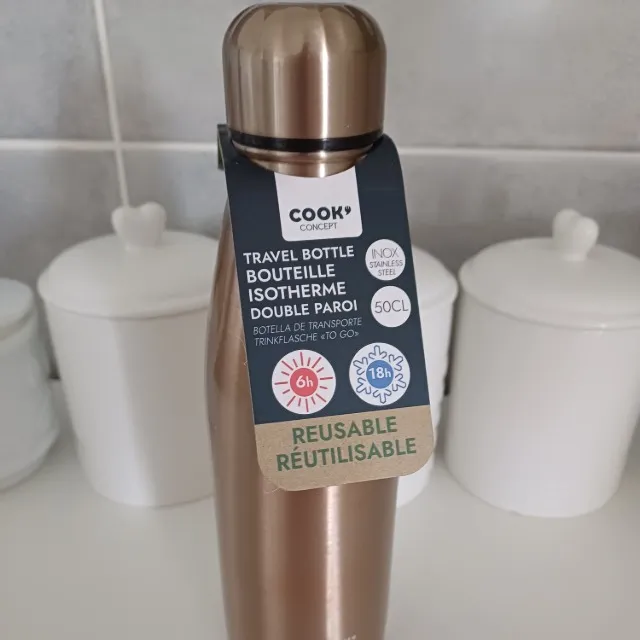 COOK'
CONCEPT
TRAVEL BOTTLE
BOUTEILLE
ISOTHERME
DOUBLE PAROI
BOTELLA DE TRANSPORTE
TRINKFLASCHE «TO GO»
INOX
STAINLESS
STEEL
50CL
6h
18h
REUSABLE
RÉUTILISABLE